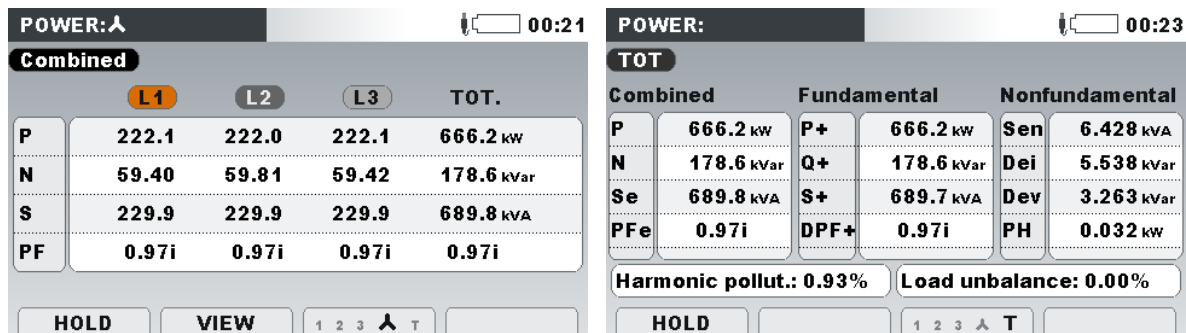 POWER: 00:21
Combined
L1 L2 L3 TOT.
P 222.1 222.0 222.1 666.2 kW
N 59.40 59.81 59.42 178.6 kVar
S 229.9 229.9 229.9 689.8 kVA
PF 0.97i 0.97i 0.97i 0.97i
HOLD VIEW 1 2 3 T
POWER: 00:23
TOT
Combined Fundamental Nonfundamental
P 666.2 kW P+ 666.2 kW Sen 6.428 kVA
N 178.6 kVar Q+ 178.6 kVar Dei 5.538 kVar
Se 689.8 kVA S+ 689.7 kVA Dev 3.263 kVar
PFe 0.97i DPF+ 0.97i PH 0.032 kW
Harmonic pollut.: 0.93% Load unbalance: 0.00%
HOLD 1 2 3 T